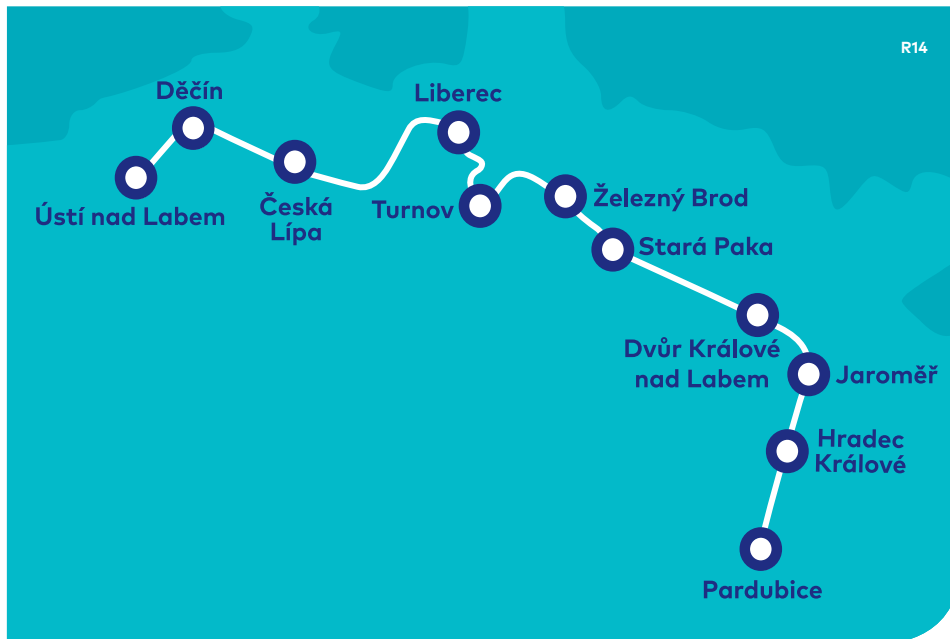 R14
Děčín
Liberec
Ústí nad Labem
Česká
Lípa
Turnov
Železný Brod
Stará Paka
Dvůr Králové
nad Labem
Jaroměř
Hradec
Králové
Pardubice